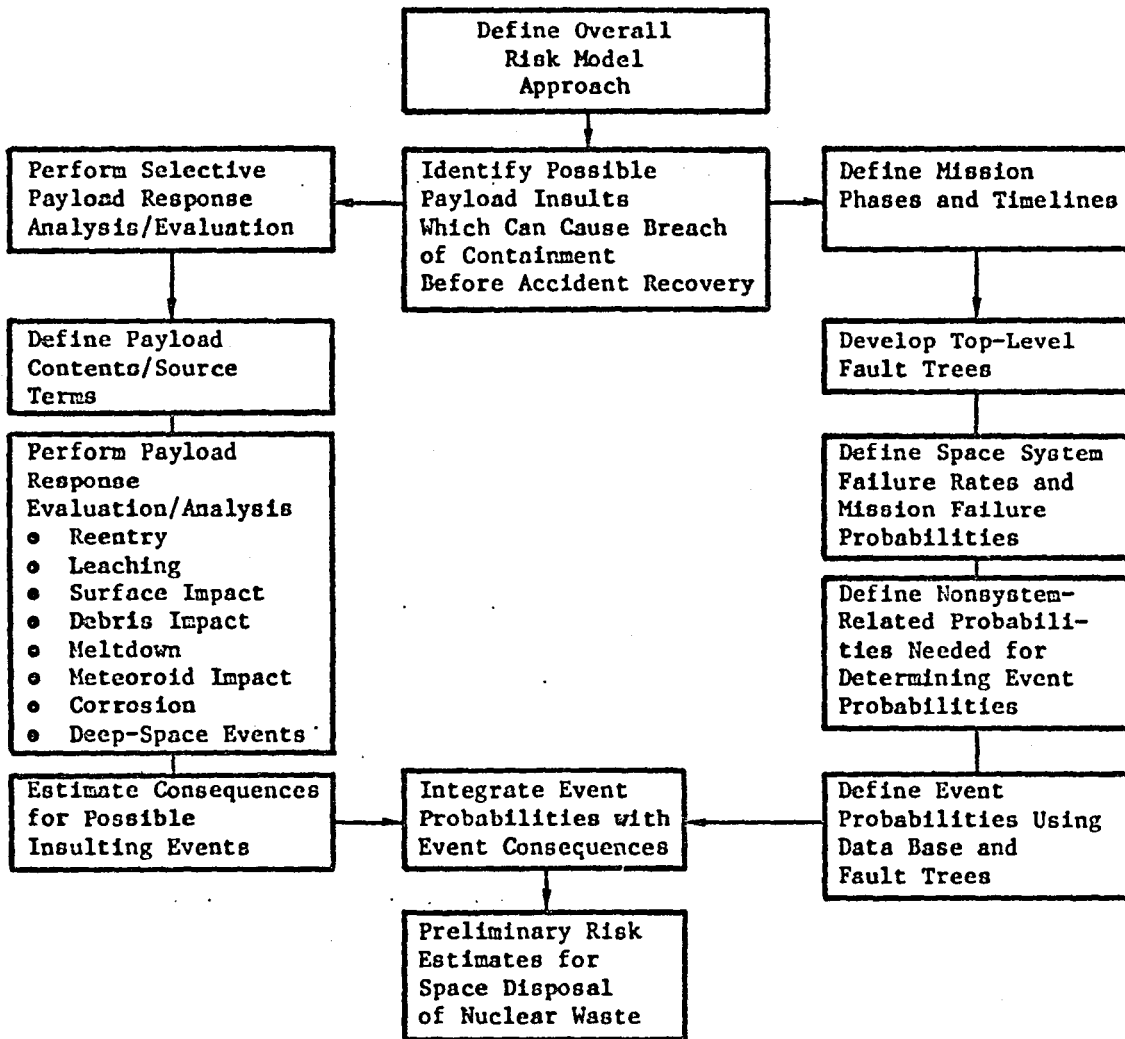 Define Overall
Risk Model
Approach
Perform Selective
Payload Response
Analysis/Evaluation
Identify Possible
Payload Insults
Which Can Cause Breach
of Containment
Before Accident Recovery
Define Mission
Phases and Timelines
Define Payload
Contents/Source
Terms
Develop Top-Level
Fault Trees
Perform Payload
Response
Evaluation/Analysis
• Reentry
• Leaching
• Surface Impact
• Debris Impact
• Meltdown
• Meteoroid Impact
• Corrosion
• Deep-Space Events
Define Space System
Failure Rates and
Mission Failure
Probabilities
Define Nonsystem-
Related Probabili-
ties Needed for
Determining Event
Probabilities
Estimate Consequences
for Possible
Insulting Events
Integrate Event
Probabilities with
Event Consequences
Define Event
Probabilities Using
Data Base and
Fault Trees
Preliminary Risk
Estimates for
Space Disposal
of Nuclear Waste